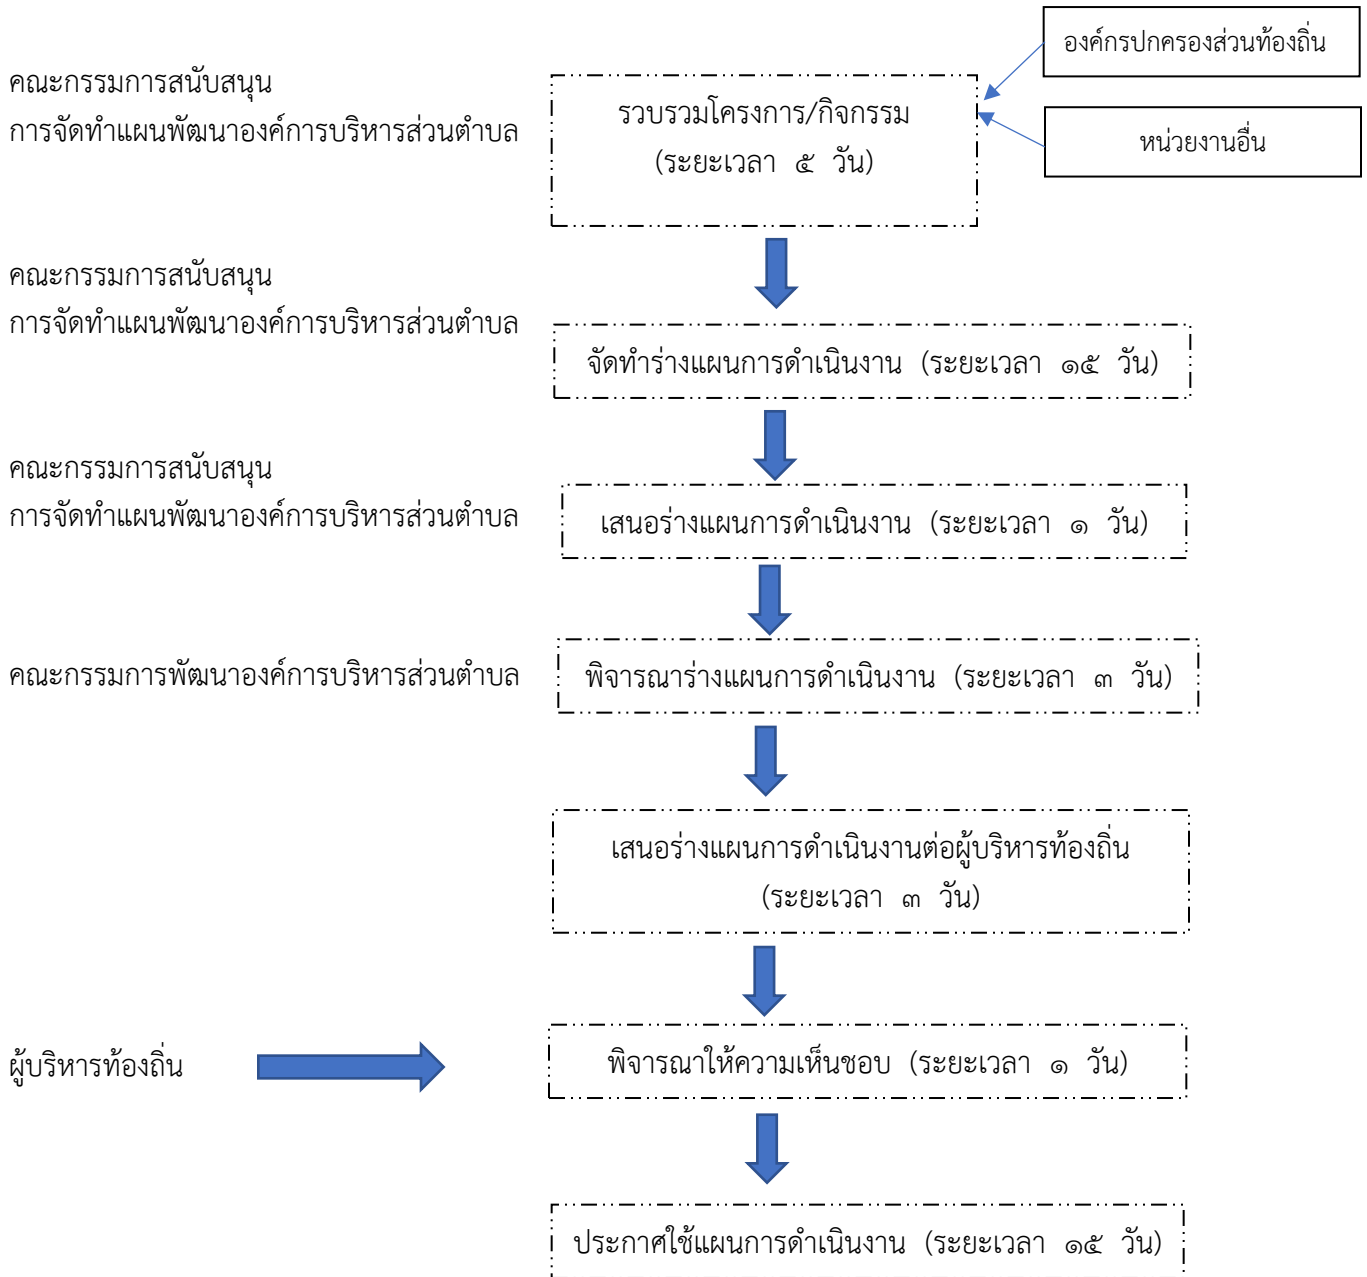 องค์กรปกครองส่วนท้องถิ่น
คณะกรรมการสนับสนุน
การจัดทำแผนพัฒนาองค์การบริหารส่วนตำบล
รวบรวมโครงการ/กิจกรรม
(ระยะเวลา ๕ วัน)
หน่วยงานอื่น
คณะกรรมการสนับสนุน
การจัดทำแผนพัฒนาองค์การบริหารส่วนตำบล
จัดทำร่างแผนการดำเนินงาน (ระยะเวลา ๑๕ วัน)
คณะกรรมการสนับสนุน
การจัดทำแผนพัฒนาองค์การบริหารส่วนตำบล
เสนอร่างแผนการดำเนินงาน (ระยะเวลา ๑ วัน)
คณะกรรมการพัฒนาองค์การบริหารส่วนตำบล
พิจารณาร่างแผนการดำเนินงาน (ระยะเวลา ๓ วัน)
เสนอร่างแผนการดำเนินงานต่อผู้บริหารท้องถิ่น
(ระยะเวลา ๓ วัน)
ผู้บริหารท้องถิ่น
พิจารณาให้ความเห็นชอบ (ระยะเวลา ๑ วัน)
ประกาศใช้แผนการดำเนินงาน (ระยะเวลา ๑๕ วัน)